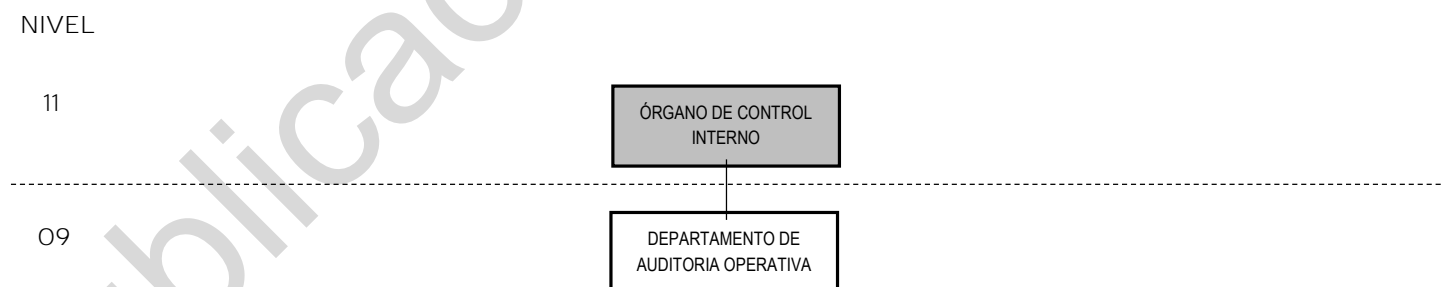 NIVEL
11
ÓRGANO DE CONTROL
INTERNO
09
DEPARTAMENTO DE
AUDITORIA OPERATIVA